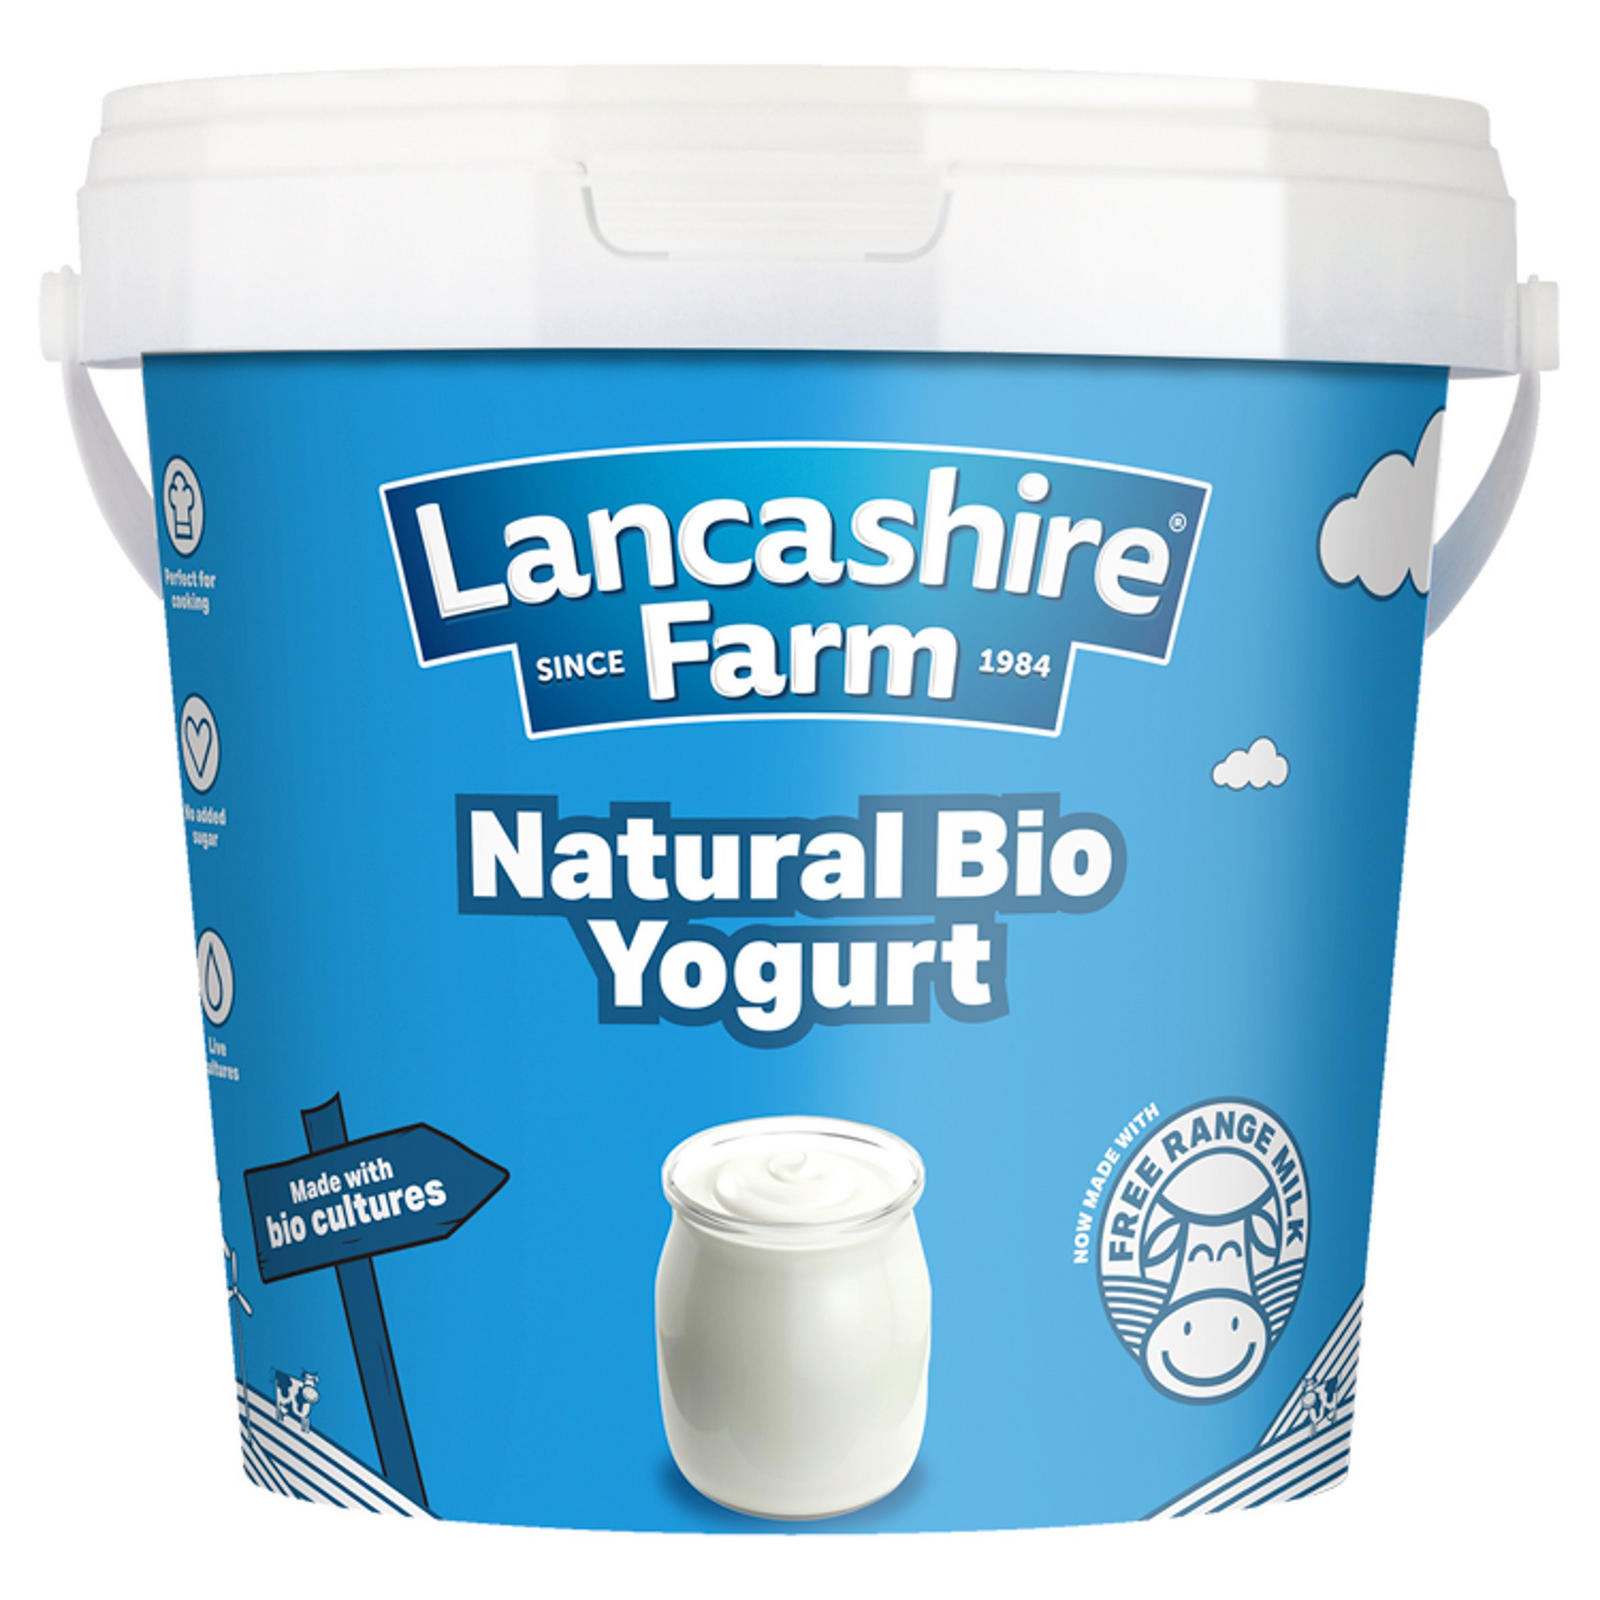 Lancashire®
SINCE Farm 1984
Natural Bio
Yogurt
Perfect for
cooking
No added
sugar
Live
cultures
Made with
bio cultures
NOW MADE WITH
FREE RANGE MILK